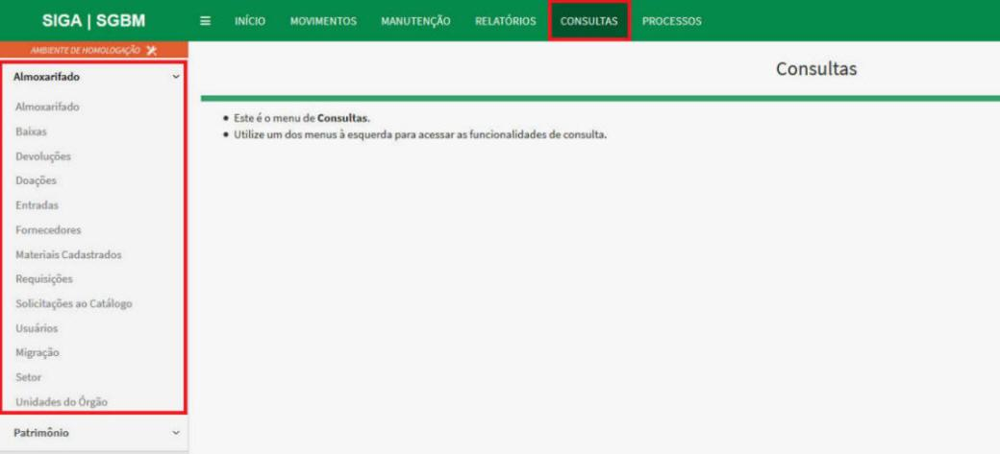 SIGA | SGBM
INÍCIO MOVIMENTOS MANUTENÇÃO RELATÓRIOS CONSULTAS PROCESSOS
AMBIENTE DE HOMOLOGAÇÃO
Almoxarifado
Almoxarifado
Baixas
Devoluções
Doações
Entradas
Fornecedores
Materiais Cadastrados
Requisições
Solicitações ao Catálogo
Usuários
Migração
Setor
Unidades do Órgão
Patrimônio
Consultas
• Este é o menu de Consultas.
• Utilize um dos menus à esquerda para acessar as funcionalidades de consulta.